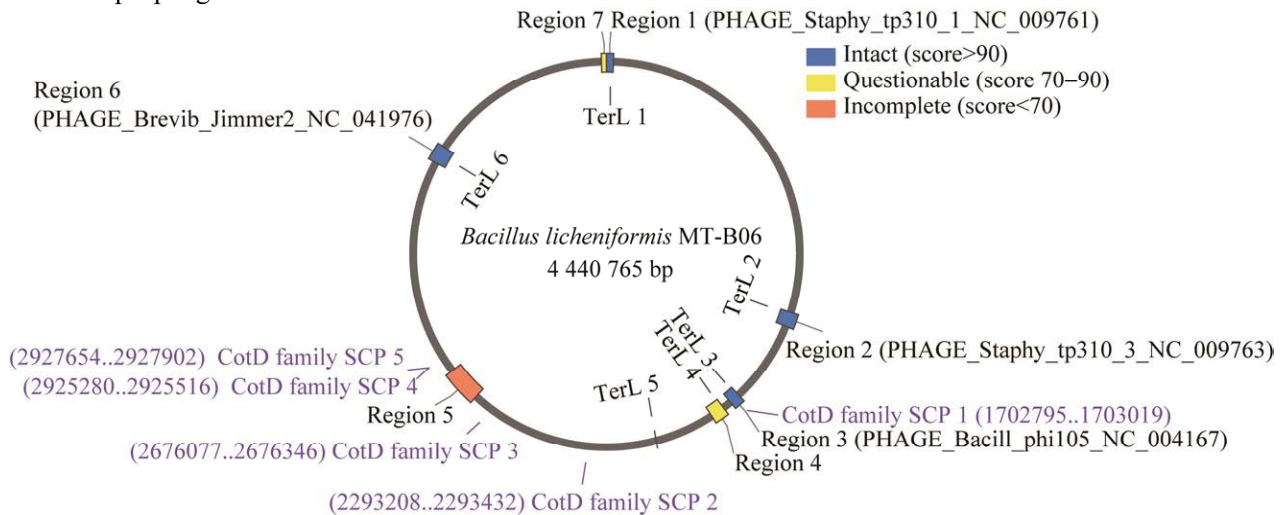 Region 7 Region 1 (PHAGE_Staphy_tp310_1_NC_009761)
Intact (score>90)
Questionable (score 70−90)
Incomplete (score<70)
Region 6
(PHAGE_Brevib_Jimmer2_NC_041976)
TerL 1
TerL 6
Bacillus licheniformis MT-B06
4 440 765 bp
TerL 2
TerL 3
TerL 4
Region 2 (PHAGE_Staphy_tp310_3_NC_009763)
(2927654..2927902) CotD family SCP 5
(2925280..2925516) CotD family SCP 4
Region 5
TerL 5
CotD family SCP 1 (1702795..1703019)
Region 3 (PHAGE_Bacill_phi105_NC_004167)
(2676077..2676346) CotD family SCP 3
Region 4
(2293208..2293432) CotD family SCP 2